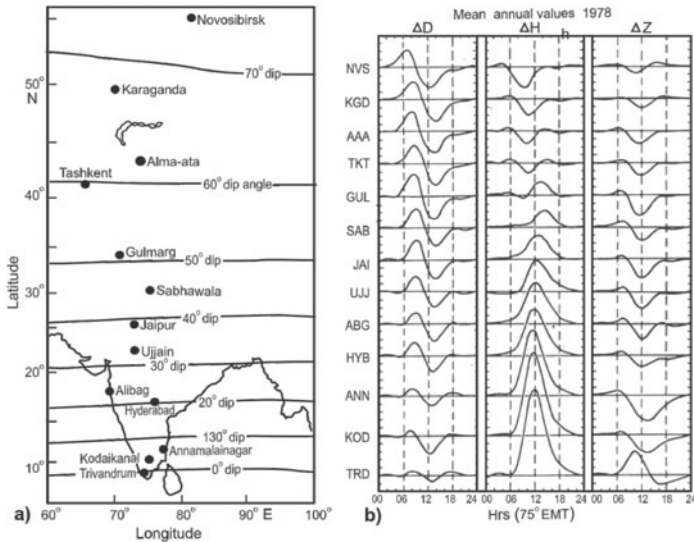 Novosibirsk
70° dip
50°
N
Karaganda
Alma-ata
Tashkent
60° dip angle
40°
Gulmarg
50° dip
Latitude
30°
Sabhawala
40° dip
Jaipur
Ujjain
20°
30° dip
Alibag
Hyderabad
20° dip
130° dip
Kodaikanal
Annamalainagar
10°
Trivandrum
0° dip
a)
60°
70°
80°
90° E
100°
Longitude
Mean annual values 1978
h
ΔD
ΔH
ΔZ
NVS
KGD
AAA
TKT
GUL
SAB
JAI
UJJ
ABG
HYB
ANN
KOD
TRD
b)
00 06 12 18 24 00 06 12 18 24 00 06 12 18 24
Hrs (75° EMT)